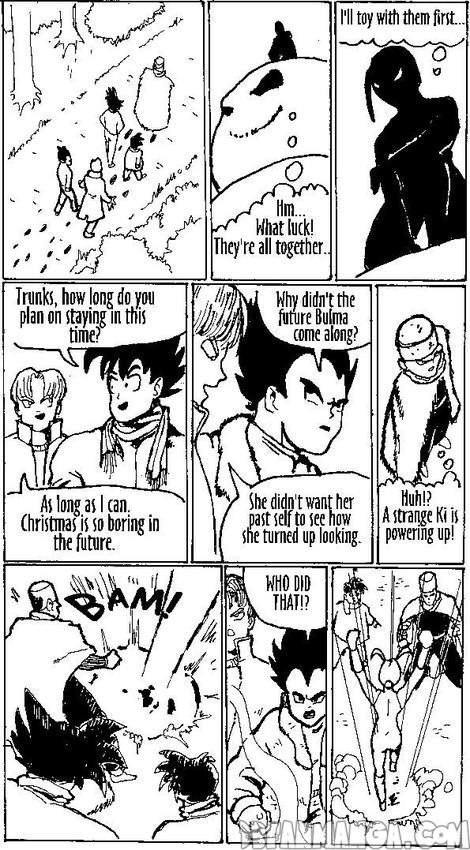 Hm...
What luck!
They're all together..
I'll toy with them first...
Trunks, how long do you
plan on staying in this
time?
As long as I can.
Christmas is so boring in
the future.
Why didn't the
future Bulma
come along?
She didn't want her
past self to see how
she turned up looking.
Huh!?
A strange Ki is
powering up!
BAM!
WHO DID
THAT!?
FANMANGA.COM